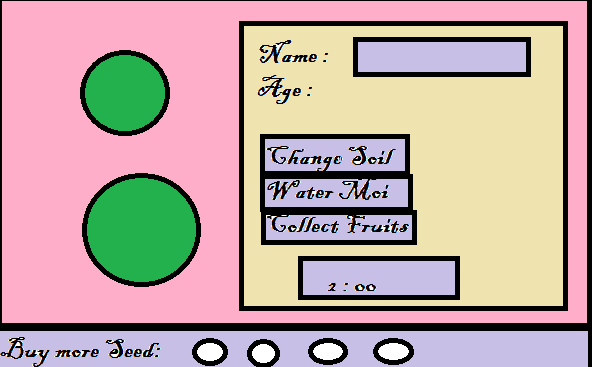 Name :
Age :
Change Soil
Water Moi
Collect Fruits
2 : 00
Buy more Seed: